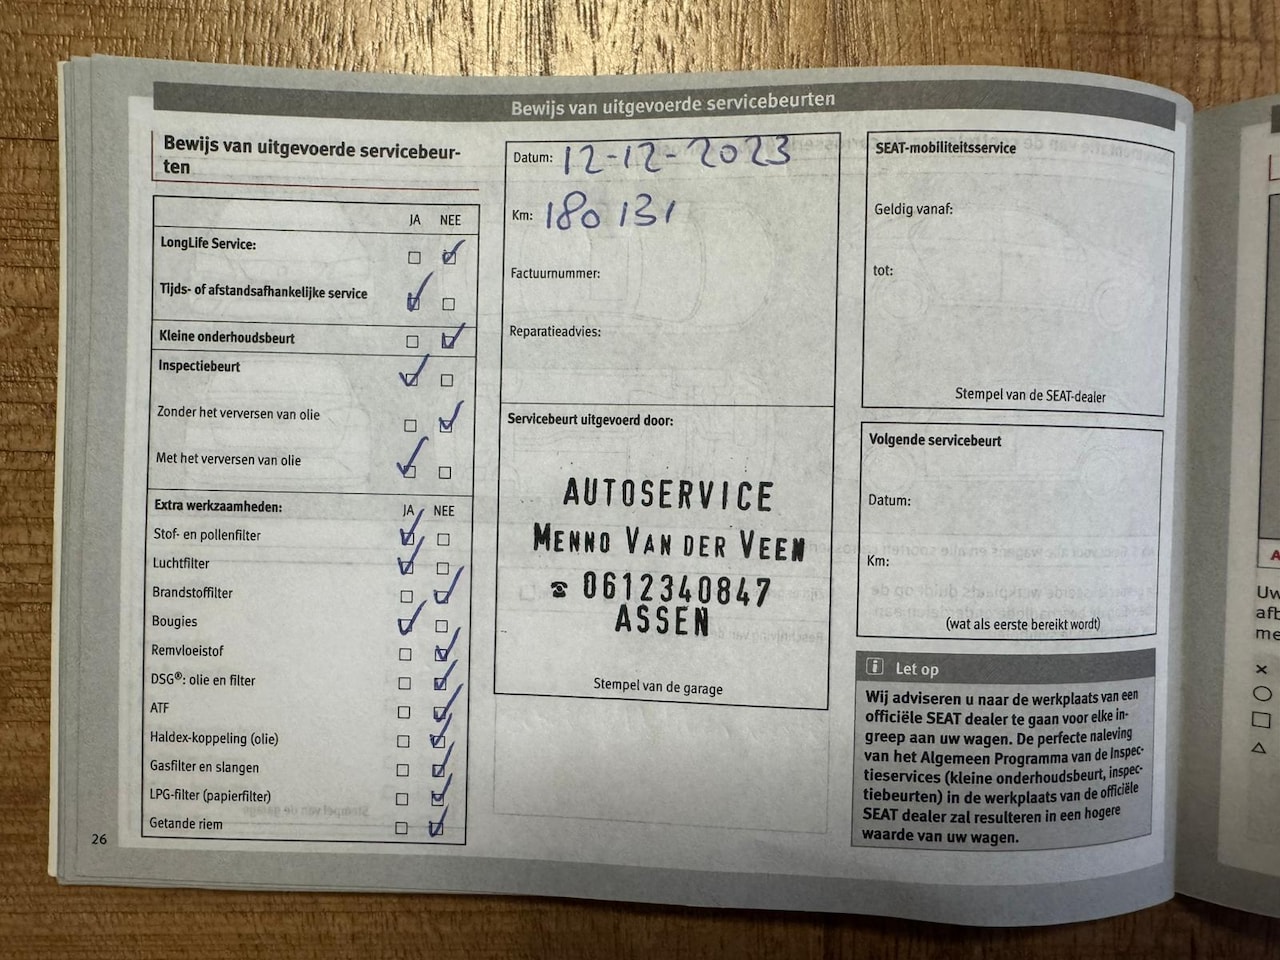 Bewijs van uitgevoerde servicebeurten
Bewijs van uitgevoerde servicebeur-
ten
JA NEE
LongLife Service:
Tijds- of afstandsafhankelijke service
Kleine onderhoudsbeurt
Inspectiebeurt
Zonder het verversen van olie
Met het verversen van olie
Extra werkzaamheden: JA NEE
Stof- en pollenfilter
Luchtfilter
Brandstoffilter
Bougies
Remvloeistof
DSG®: olie en filter
ATF
Haldex-koppeling (olie)
Gasfilter en slangen
LPG-filter (papierfilter)
Getande riem
26
Datum: 12-12-2023
Km: 180 131
Factuurnummer:
Reparatieadvies:
Servicebeurt uitgevoerd door:
AUTOSERVICE
MENNO VAN DER VEEN
☎ 0612340847
ASSEN
Stempel van de garage
SEAT-mobiliteitsservice
Geldig vanaf:
tot:
Stempel van de SEAT-dealer
Volgende servicebeurt
Datum:
Km:
(wat als eerste bereikt wordt)
i Let op
Wij adviseren u naar de werkplaats van een
officiële SEAT dealer te gaan voor elke in-
greep aan uw wagen. De perfecte naleving
van het Algemeen Programma van de Inspec-
tieservices (kleine onderhoudsbeurt, inspec-
tiebeurten) in de werkplaats van de officiële
SEAT dealer zal resulteren in een hogere
waarde van uw wagen.
A
Uw
afb
me